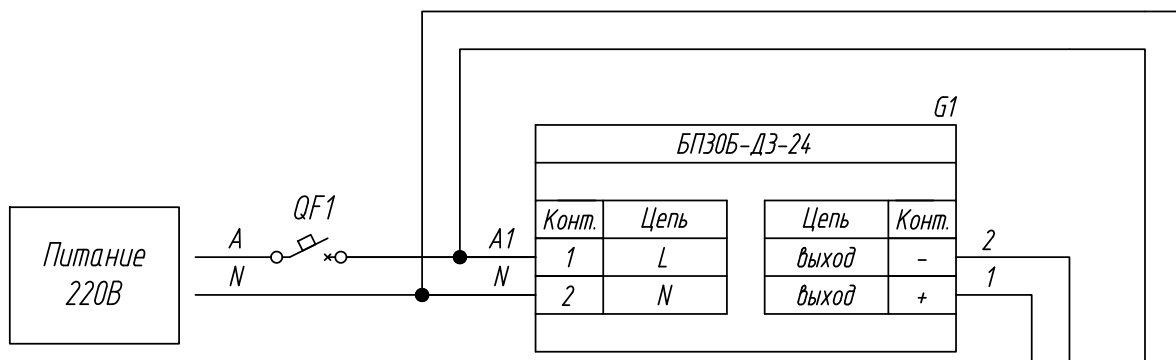 G1
БП30Б-Д3-24
QF1
Конт. Цепь Цепь Конт.
A A1 1 L выход - 2
Питание
220В
N N 2 N выход + 1